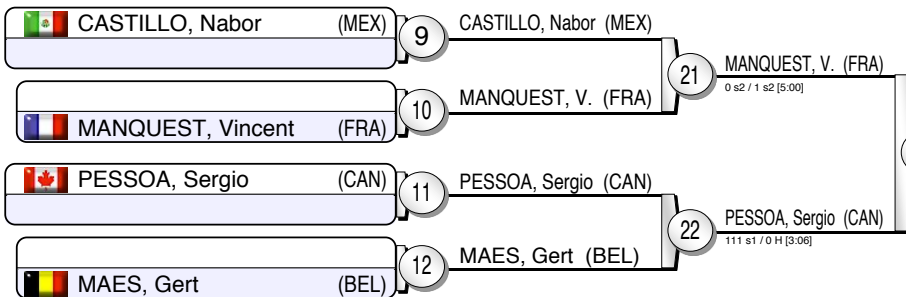 CASTILLO, Nabor (MEX)
9
CASTILLO, Nabor (MEX)
21
MANQUEST, V. (FRA)
0 s2 / 1 s2 [5:00]
10
MANQUEST, V. (FRA)
MANQUEST, Vincent (FRA)
PESSOA, Sergio (CAN)
11
PESSOA, Sergio (CAN)
22
PESSOA, Sergio (CAN)
111 s1 / 0 H [3:06]
12
MAES, Gert (BEL)
MAES, Gert (BEL)